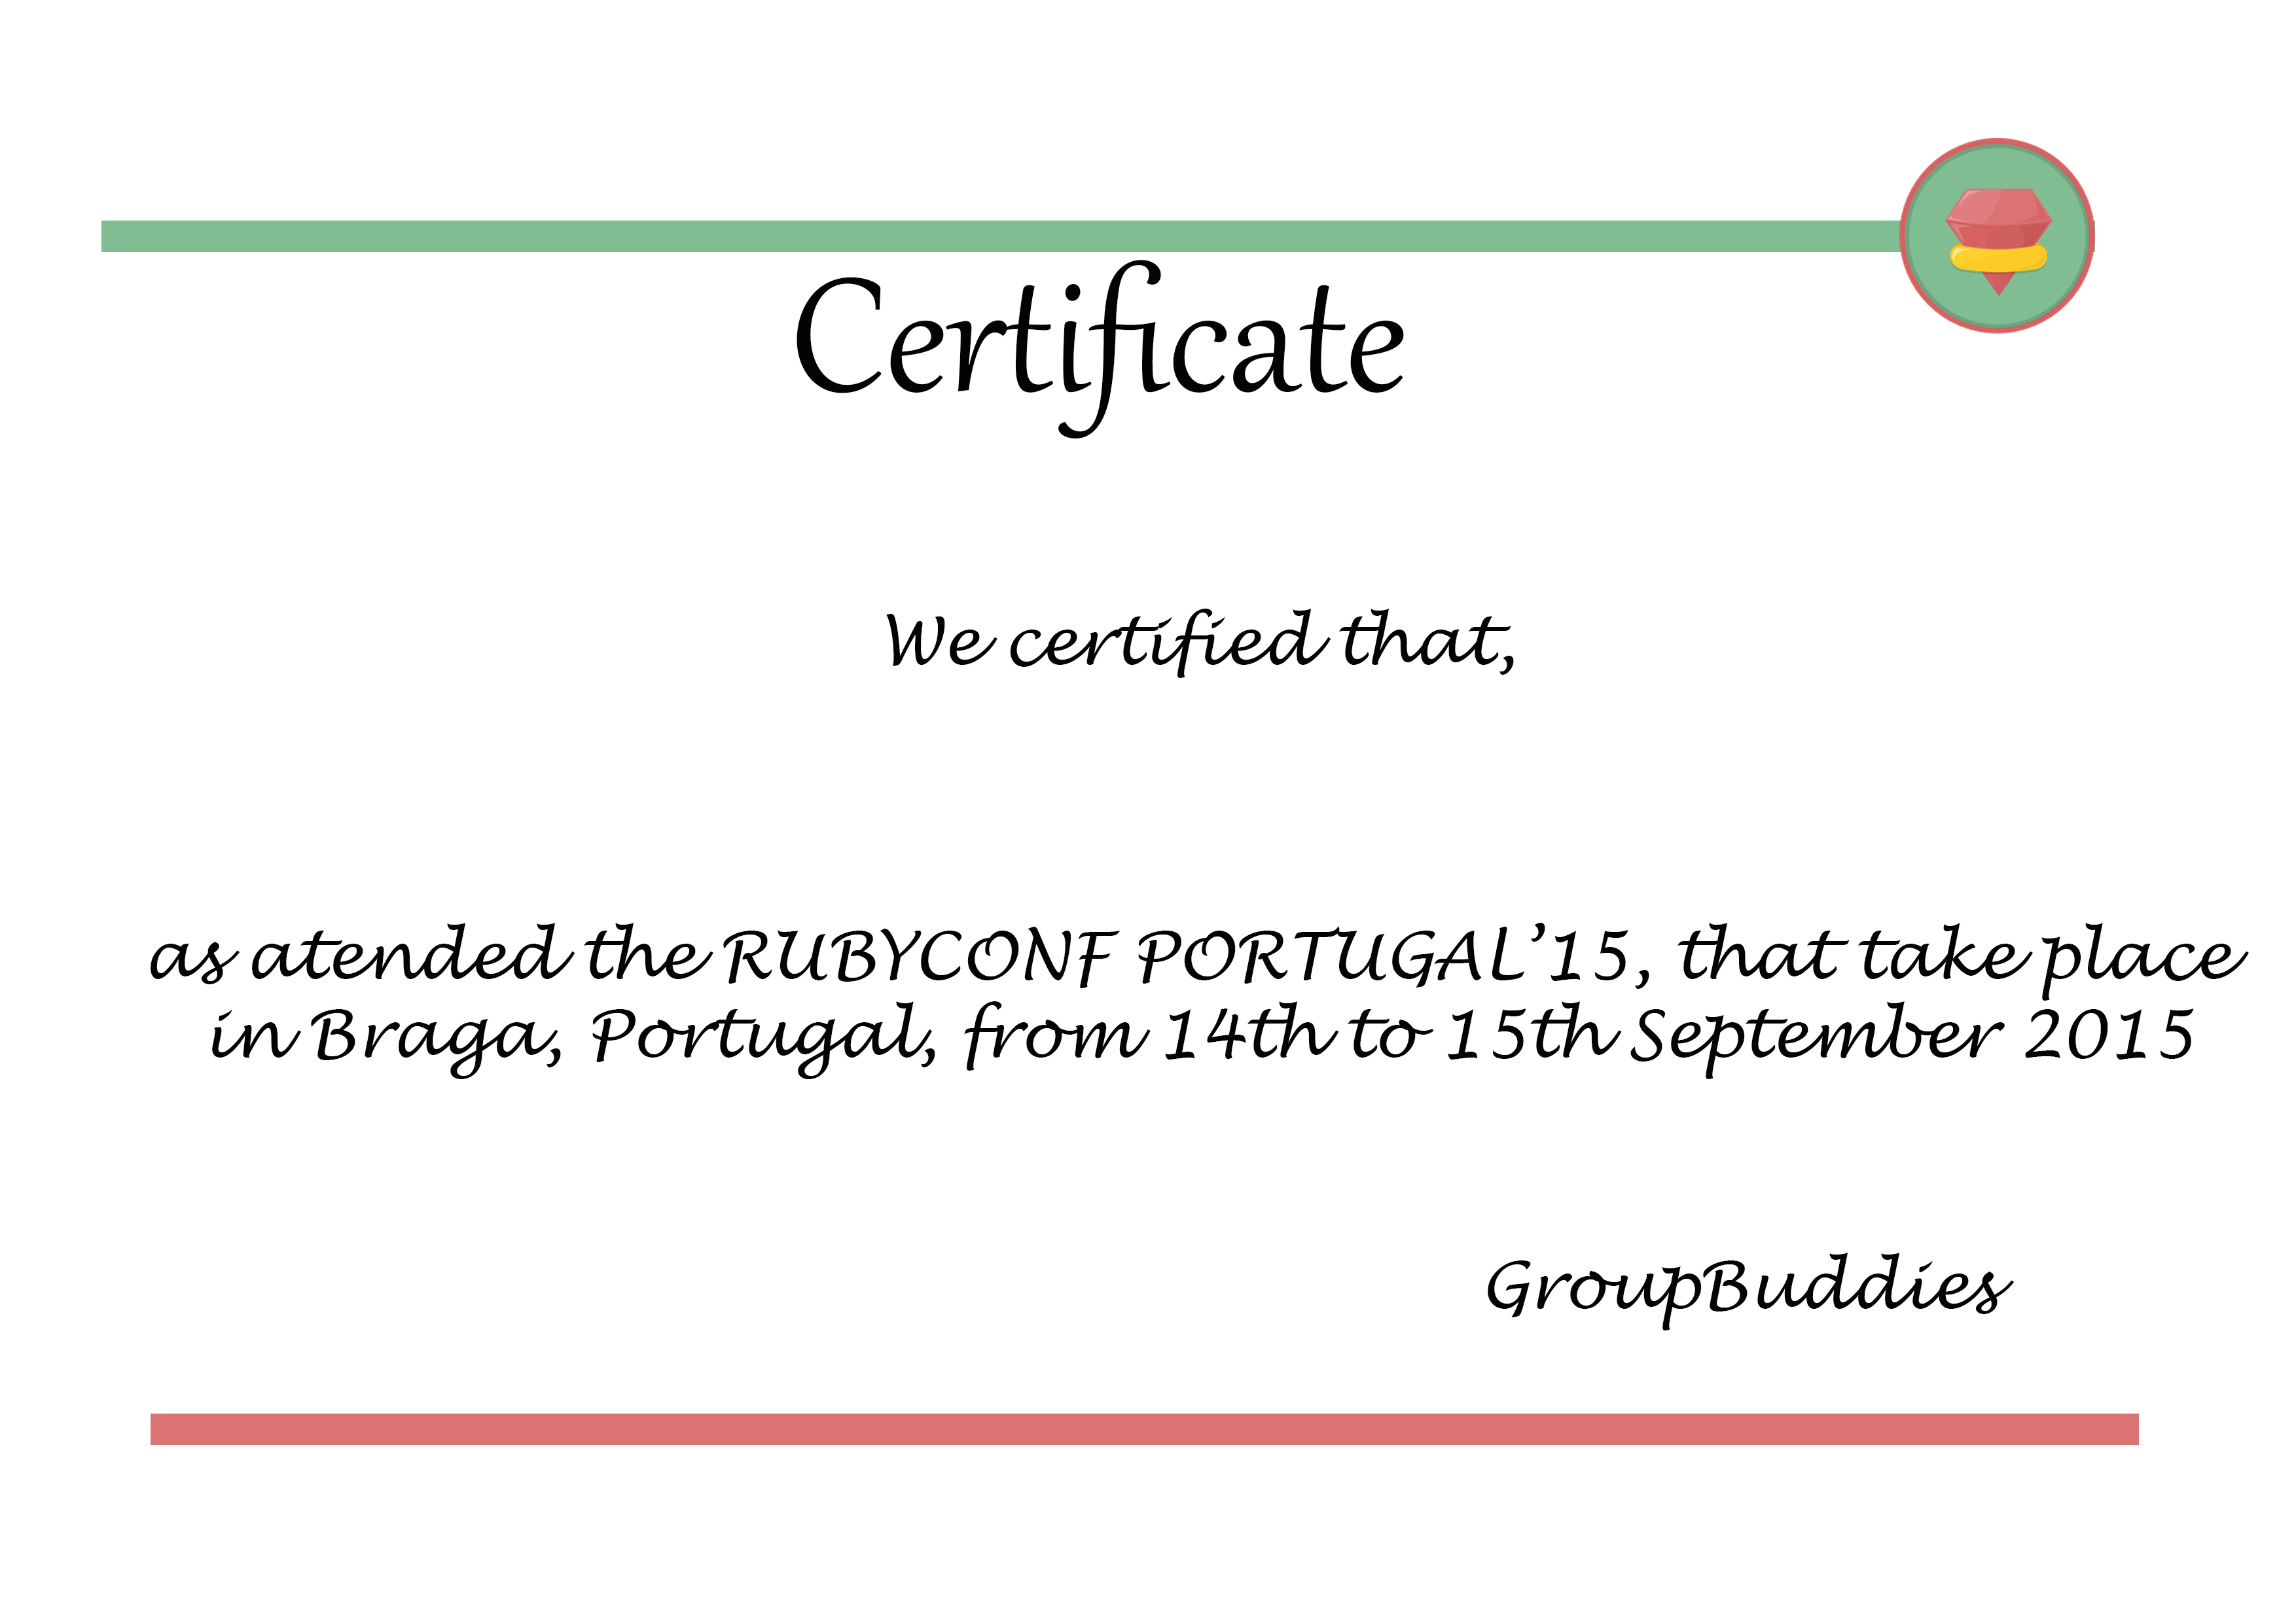 Certificate
We certified that,
as atended the RUBYCONF PORTUGAL'15, that take place
in Braga, Portugal, from 14th to 15th September 2015
GroupBuddies